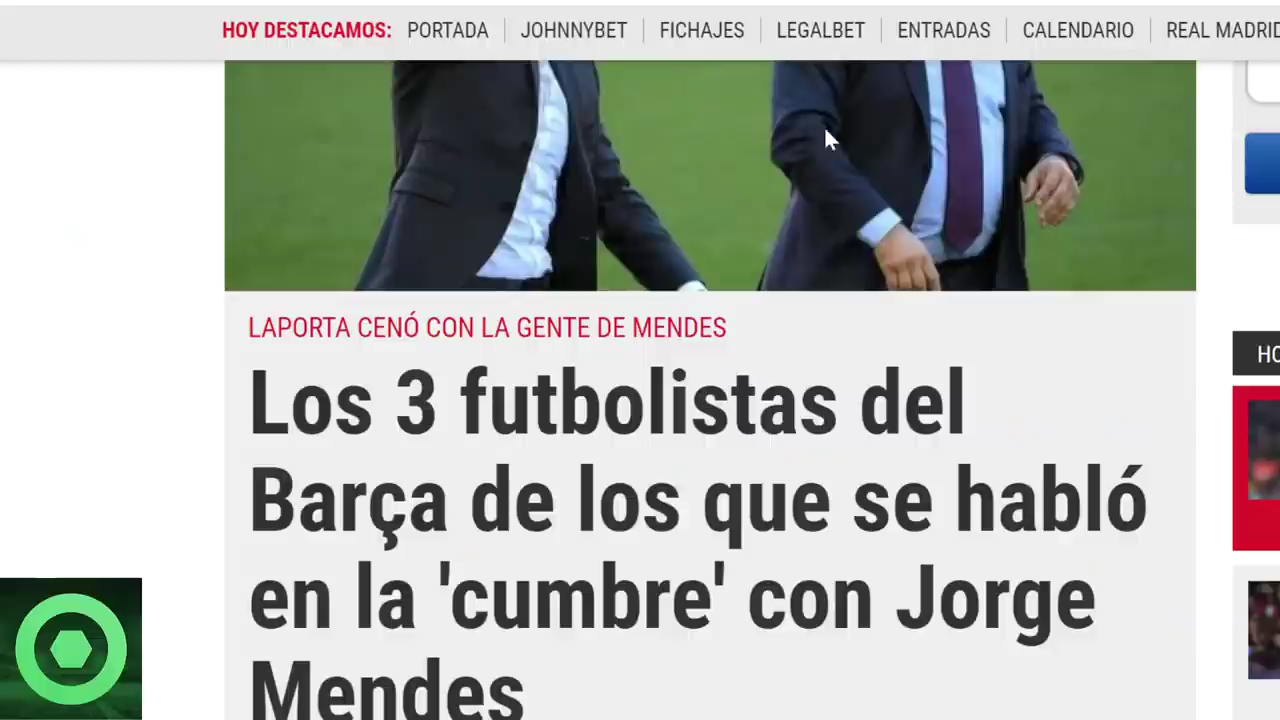 HOY DESTACAMOS: PORTADA JOHNNYBET FICHAJES LEGALBET ENTRADAS CALENDARIO REAL MADRID
LAPORTA CENÓ CON LA GENTE DE MENDES
Los 3 futbolistas del
Barça de los que se habló
en la 'cumbre' con Jorge
Mendes
HO